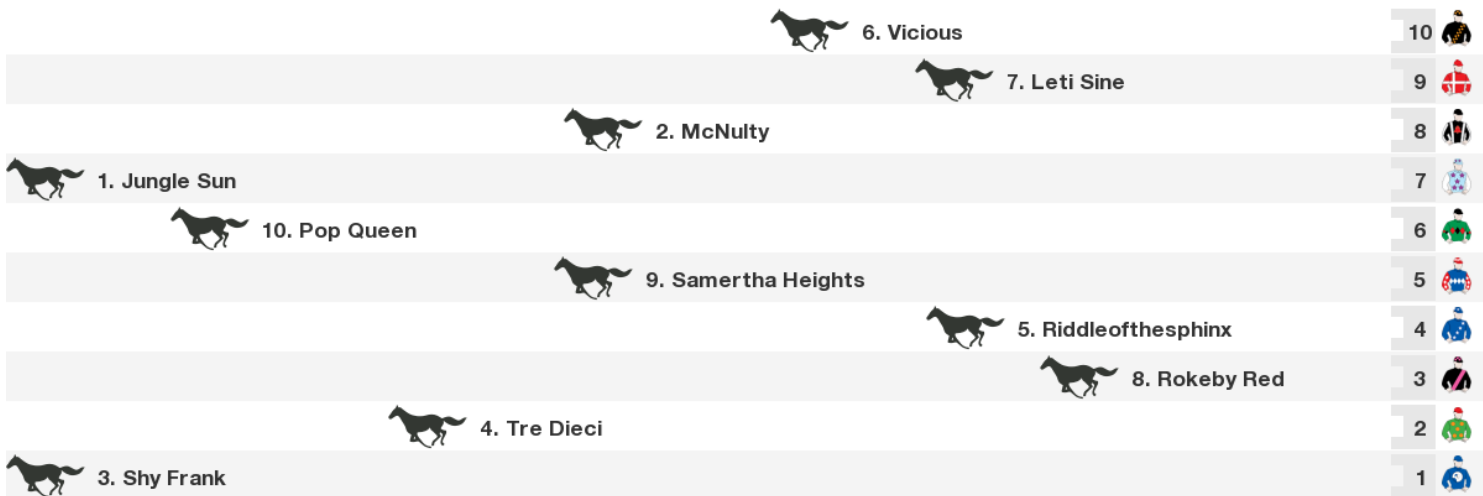 6. Vicious 10
7. Leti Sine 9
2. McNulty 8
1. Jungle Sun 7
10. Pop Queen 6
9. Samertha Heights 5
5. Riddleofthesphinx 4
8. Rokeby Red 3
4. Tre Dieci 2
3. Shy Frank 1